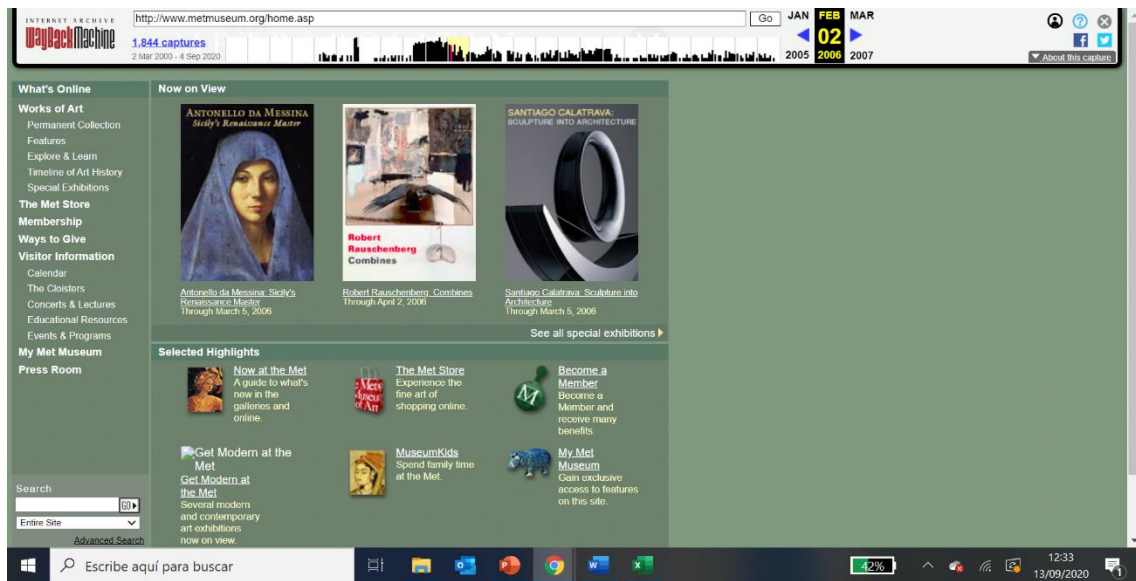 INTERNET ARCHIVE
WayBackMachine
http://www.metmuseum.org/home.asp
Go
JAN FEB MAR
02
2005 2006 2007
1,844 captures
2 Mar 2000 - 4 Sep 2020
About this capture
What's Online
Works of Art
Permanent Collection
Features
Explore & Learn
Timeline of Art History
Special Exhibitions
The Met Store
Membership
Ways to Give
Visitor Information
Calendar
The Cloisters
Concerts & Lectures
Educational Resources
Events & Programs
My Met Museum
Press Room
Search
GO
Entire Site
Advanced Search
Now on View
ANTONELLO DA MESSINA
Sicily's Renaissance Master
Antonello da Messina: Sicily's
Renaissance Master
Through March 5, 2006
Robert
Rauschenberg
Combines
Robert Rauschenberg: Combines
Through April 2, 2006
SANTIAGO CALATRAVA:
SCULPTURE INTO ARCHITECTURE
Santiago Calatrava: Sculpture into
Architecture
Through March 5, 2006
See all special exhibitions
Selected Highlights
Now at the Met
A guide to what's
new in the
galleries and
online.
The Met Store
Experience the
fine art of
shopping online.
Become a
Member
Become a
Member and
receive many
benefits.
Get Modern at the
Met
Get Modern at
the Met
Several modern
and contemporary
art exhibitions
now on view.
MuseumKids
Spend family time
at the Met.
My Met
Museum
Gain exclusive
access to features
on this site.
Escribe aquí para buscar
42%
12:33
13/09/2020